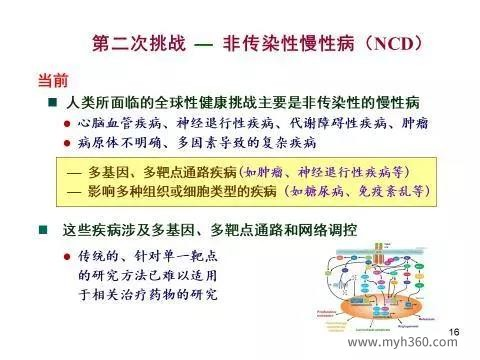 第二次挑战 — 非传染性慢性病（NCD）
当前
■ 人类所面临的全球性健康挑战主要是非传染性的慢性病
● 心脑血管疾病、神经退行性疾病、代谢障碍性疾病、肿瘤
● 病原体不明确、多因素导致的复杂疾病
— 多基因、多靶点通路疾病(如肿瘤、神经退行性疾病等)
— 影响多种组织或细胞类型的疾病 (如糖尿病、免疫紊乱等)
■ 这些疾病涉及多基因、多靶点通路和网络调控
● 传统的、针对单一靶点
的研究方法已难以适用
于相关治疗药物的研究
16
www.myh360.com